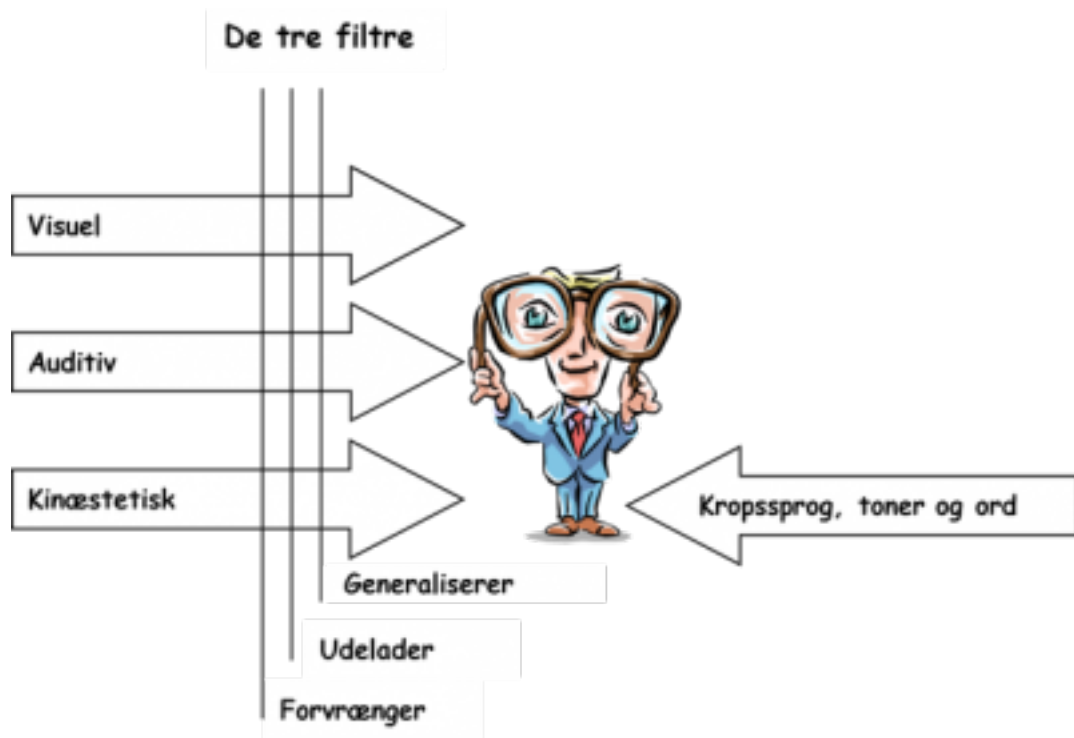 De tre filtre
Visuel
Auditiv
Kinæstetisk
Kropssprog, toner og ord
Generaliserer
Udelader
Forvrænger